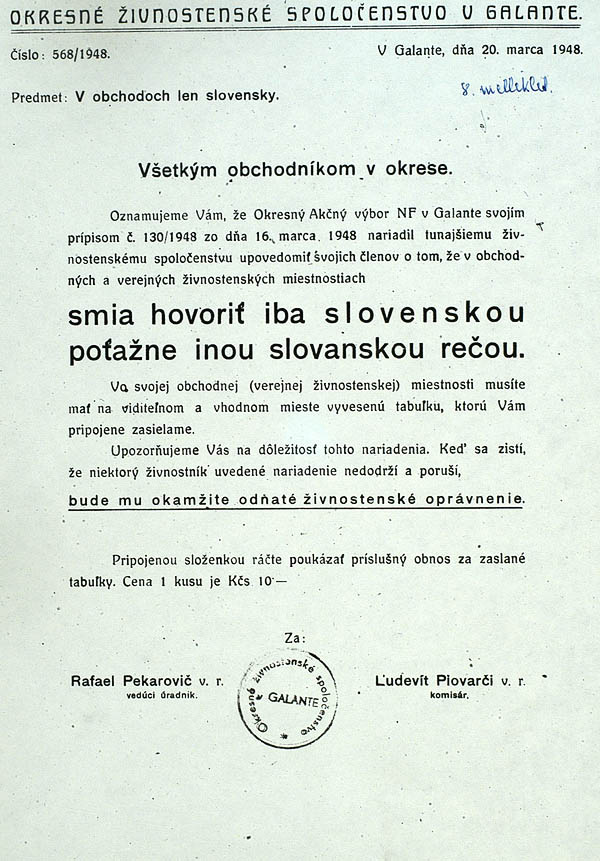 OKRESNÉ ŽIVNOSTENSKÉ SPOLOČENSTVO V GALANTE.
Číslo: 568/1948.
V Galante, dňa 20. marca 1948.
8. melléklet.
Predmet: V obchodoch len slovensky.
Všetkým obchodníkom v okrese.
Oznamujeme Vám, že Okresný Akčný výbor NF v Galante svojím
prípisom č. 130/1948 zo dňa 16. marca 1948 nariadil tunajšiemu živ-
nostenskému spoločenstvu upovedomiť svojich členov o tom, že v obchod-
ných a verejných živnostenských miestnostiach
smia hovoriť iba slovenskou
poťažne inou slovanskou rečou.
Vo svojej obchodnej (verejnej živnostenskej) miestnosti musíte
mať na viditeľnom a vhodnom mieste vyvesenú tabuľku, ktorú Vám
pripojene zasielame.
Upozorňujeme Vás na dôležitosť tohto nariadenia. Keď sa zistí,
že niektorý živnostník uvedené nariadenie nedodrží a poruší,
bude mu okamžite odňaté živnostenské oprávnenie.
Pripojenou složenkou ráčte poukázať príslušný obnos za zaslané
tabuľky. Cena 1 kusu je Kčs 10—
Za:
Rafael Pekarovič v. r.
vedúci úradník.
Okresné živnostenské spoločenstvo
GALANTE
Ľudevít Plovarči v. r.
komisár.